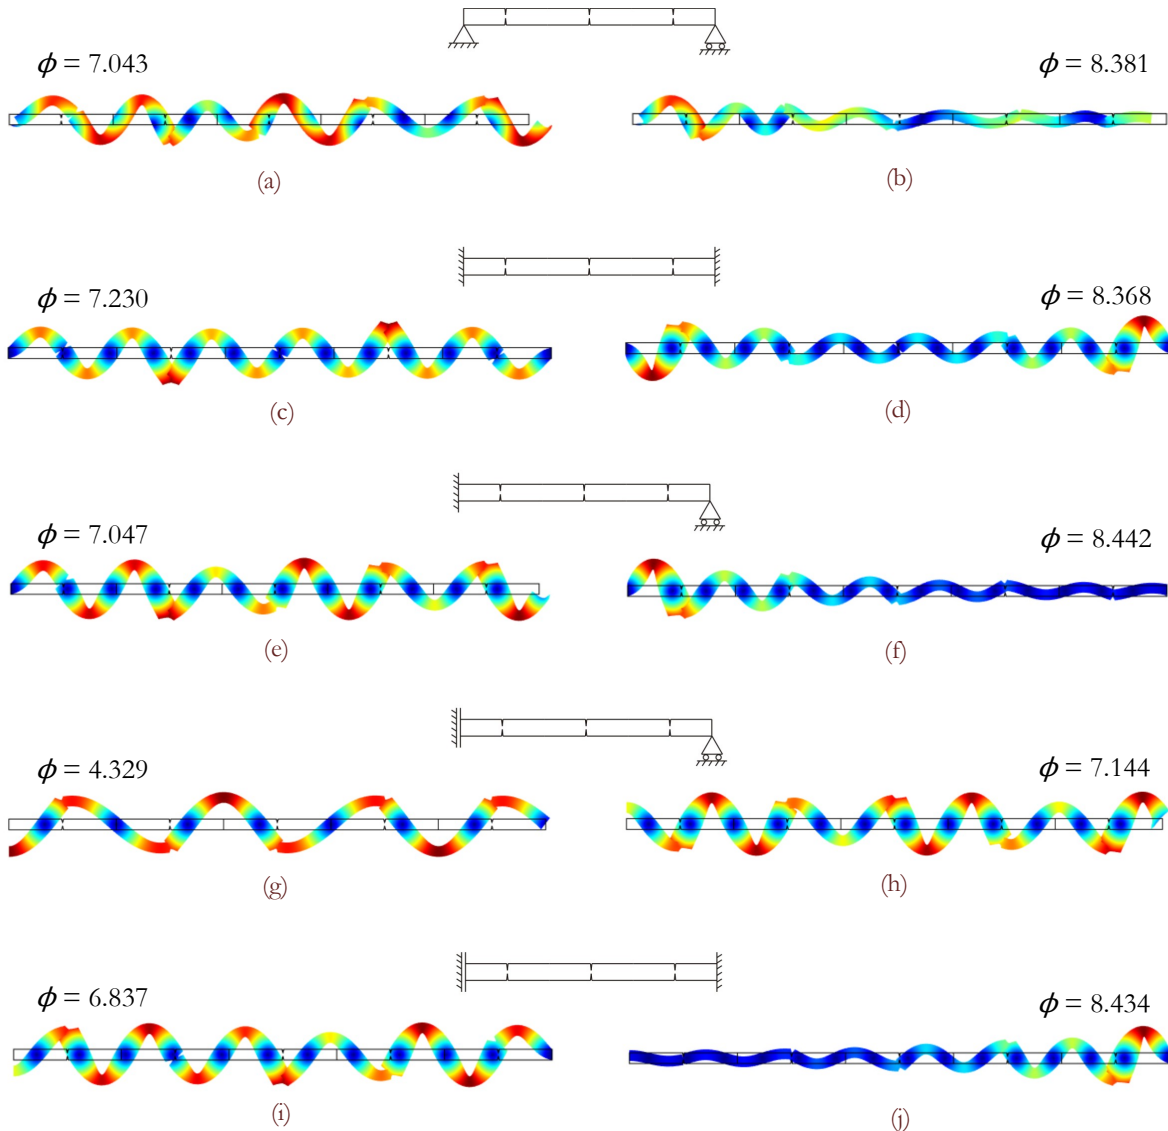 ϕ = 7.043
ϕ = 8.381
(a)
(b)
ϕ = 7.230
ϕ = 8.368
(c)
(d)
ϕ = 7.047
ϕ = 8.442
(e)
(f)
ϕ = 4.329
ϕ = 7.144
(g)
(h)
ϕ = 6.837
ϕ = 8.434
(i)
(j)